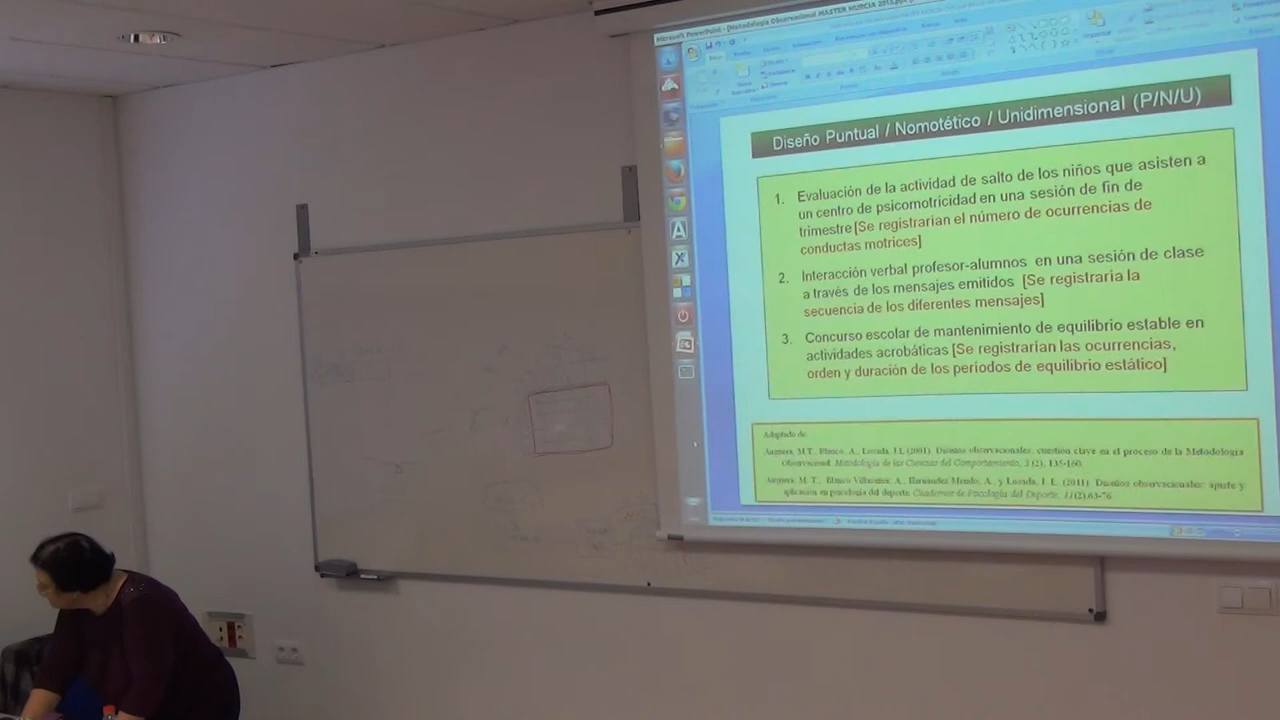 Microsoft PowerPoint - [Metodología Observacional MASTER MURCIA
Diseño Puntual / Nomotético / Unidimensional (P/N/U)
1. Evaluación de la actividad de salto de los niños que asisten a
un centro de psicomotricidad en una sesión de fin de
trimestre [Se registrarían el número de ocurrencias de
conductas motrices]
2. Interacción verbal profesor-alumnos en una sesión de clase
a través de los mensajes emitidos [Se registraría la
secuencia de los diferentes mensajes]
3. Concurso escolar de mantenimiento de equilibrio estable en
actividades acrobáticas [Se registrarían las ocurrencias,
orden y duración de los períodos de equilibrio estático]
Adaptado de
Anguera, M.T., Blanco, A., Losada, J.L (2001). Diseños observacionales, cuestión clave en el proceso de la Metodología
Observacional. Metodología de las Ciencias del Comportamiento, 3 (2), 135-160.
Anguera, M. T., Blanco Villaseñor, A., Hernández Mendo, A., y Losada, J. L. (2011). Diseños observacionales: ajuste y
aplicación en psicología del deporte. Cuadernos de Psicología del Deporte, 11(2), 63-76.